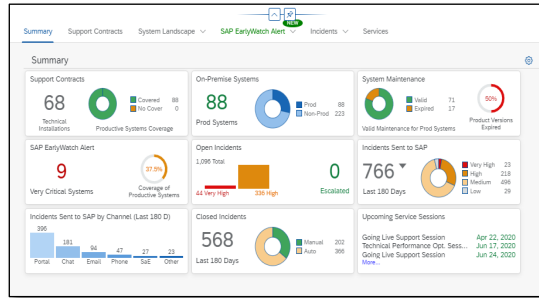 NEW
Summary Support Contracts System Landscape SAP EarlyWatch Alert Incidents Services
Summary
Support Contracts
68
Technical
Installations
Covered 88
No Cover 0
Productive Systems Coverage
On-Premise Systems
88
Prod Systems
Prod 88
Non-Prod 223
System Maintenance
Valid 71
Expired 17
Valid Maintenance for Prod Systems
50%
Product Versions
Expired
SAP EarlyWatch Alert
9
Very Critical Systems
37.5%
Coverage of
Productive Systems
Open Incidents
1,096 Total
44 Very High
336 High
0
Escalated
Incidents Sent to SAP
766
Last 180 Days
Very High 23
High 218
Medium 496
Low 29
Incidents Sent to SAP by Channel (Last 180 D)
396
181
94
47
27
23
Portal Chat Email Phone SaE Other
Closed Incidents
568
Last 180 Days
Manual 202
Auto 366
Upcoming Service Sessions
Going Live Support Session Apr 22, 2020
Technical Performance Opt. Sess... Jun 17, 2020
Going Live Support Session Jun 24, 2020
More...